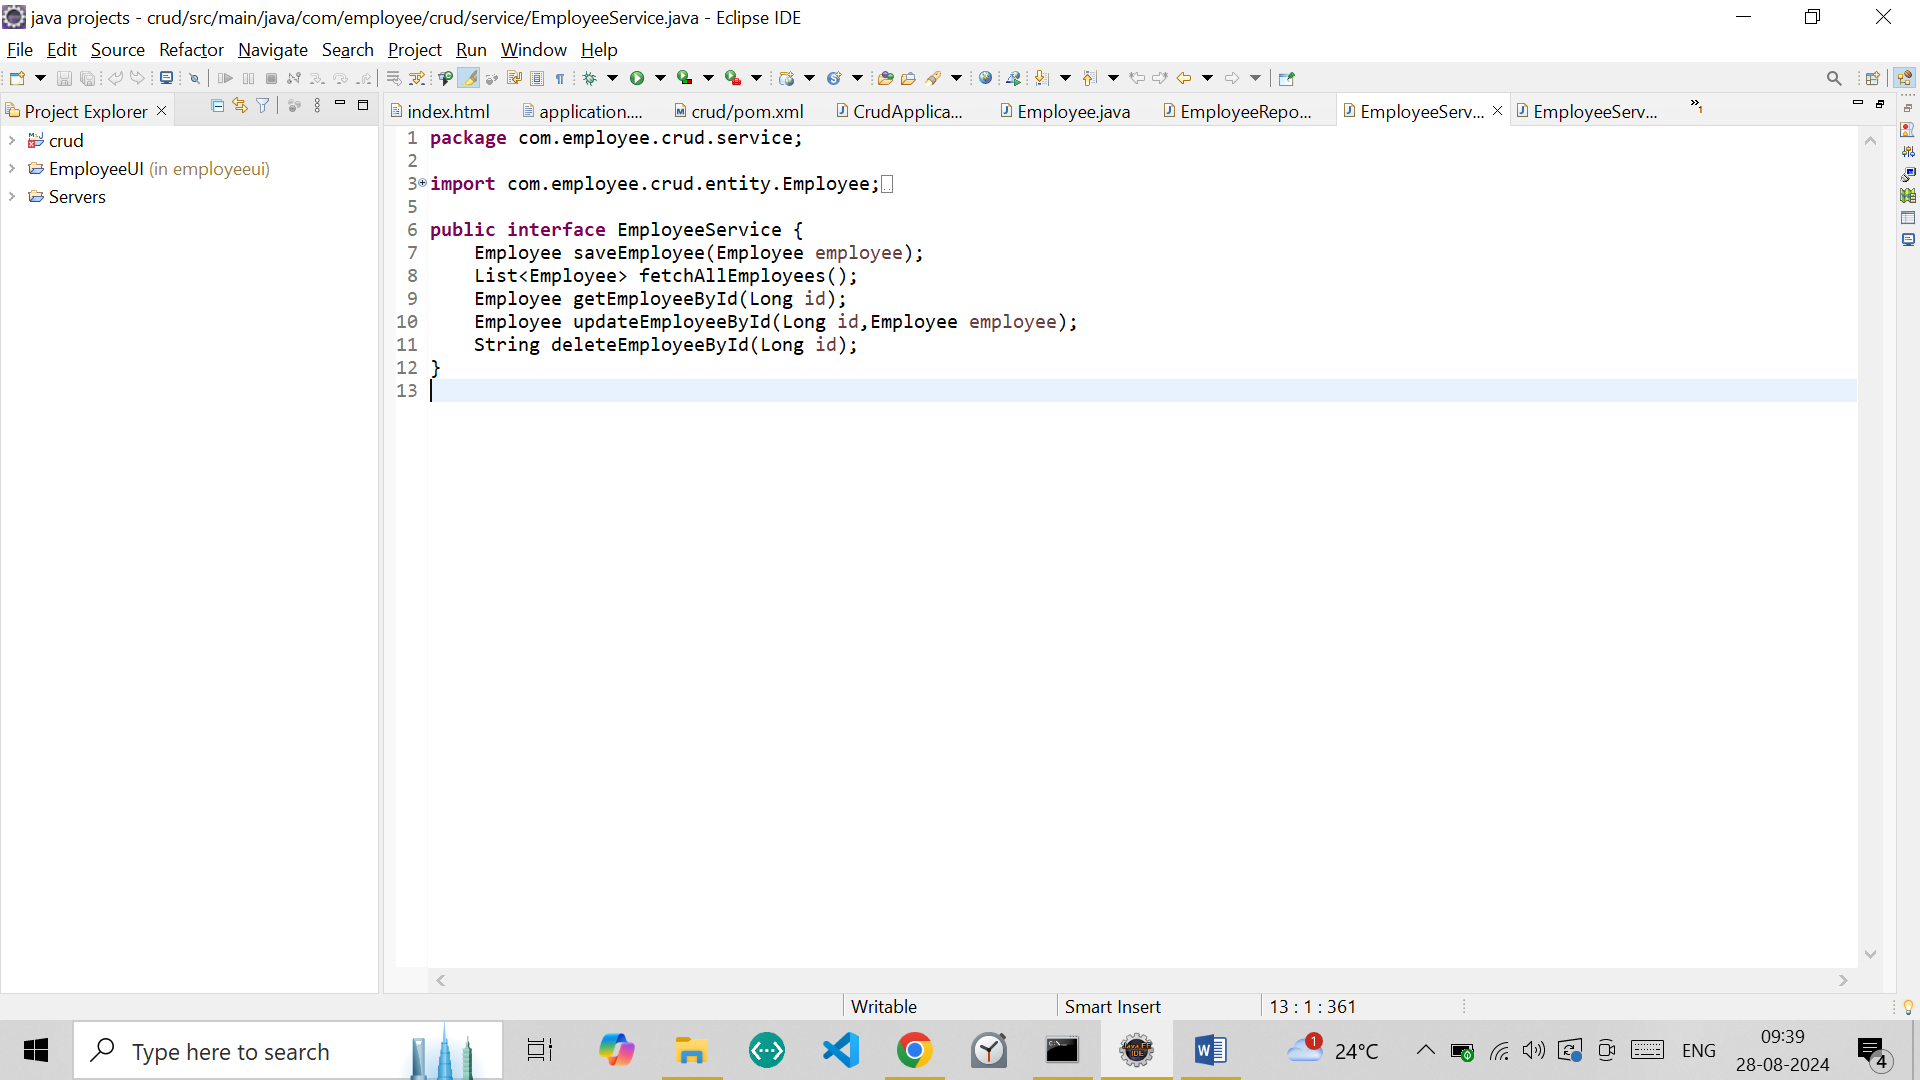 java projects - crud/src/main/java/com/employee/crud/service/EmployeeService.java - Eclipse IDE
File Edit Source Refactor Navigate Search Project Run Window Help
Project Explorer
index.html application.... crud/pom.xml CrudApplica... Employee.java EmployeeRepo... EmployeeServ... EmployeeServ... »1
crud
EmployeeUI (in employeeui)
Servers
1 package com.employee.crud.service;
2
3 import com.employee.crud.entity.Employee;
5
6 public interface EmployeeService {
7 Employee saveEmployee(Employee employee);
8 List<Employee> fetchAllEmployees();
9 Employee getEmployeeById(Long id);
10 Employee updateEmployeeById(Long id,Employee employee);
11 String deleteEmployeeById(Long id);
12 }
13
Writable Smart Insert 13 : 1 : 361
Type here to search
1 24°C ENG 09:39
28-08-2024
4